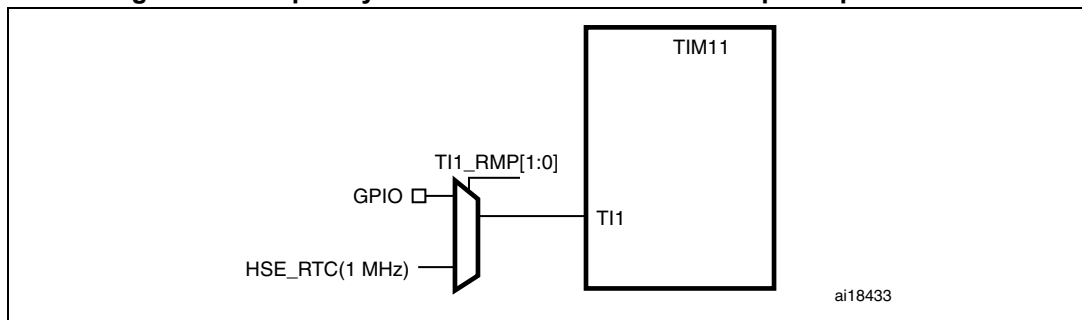 TIM11
TI1_RMP[1:0]
GPIO
TI1
HSE_RTC(1 MHz)
ai18433